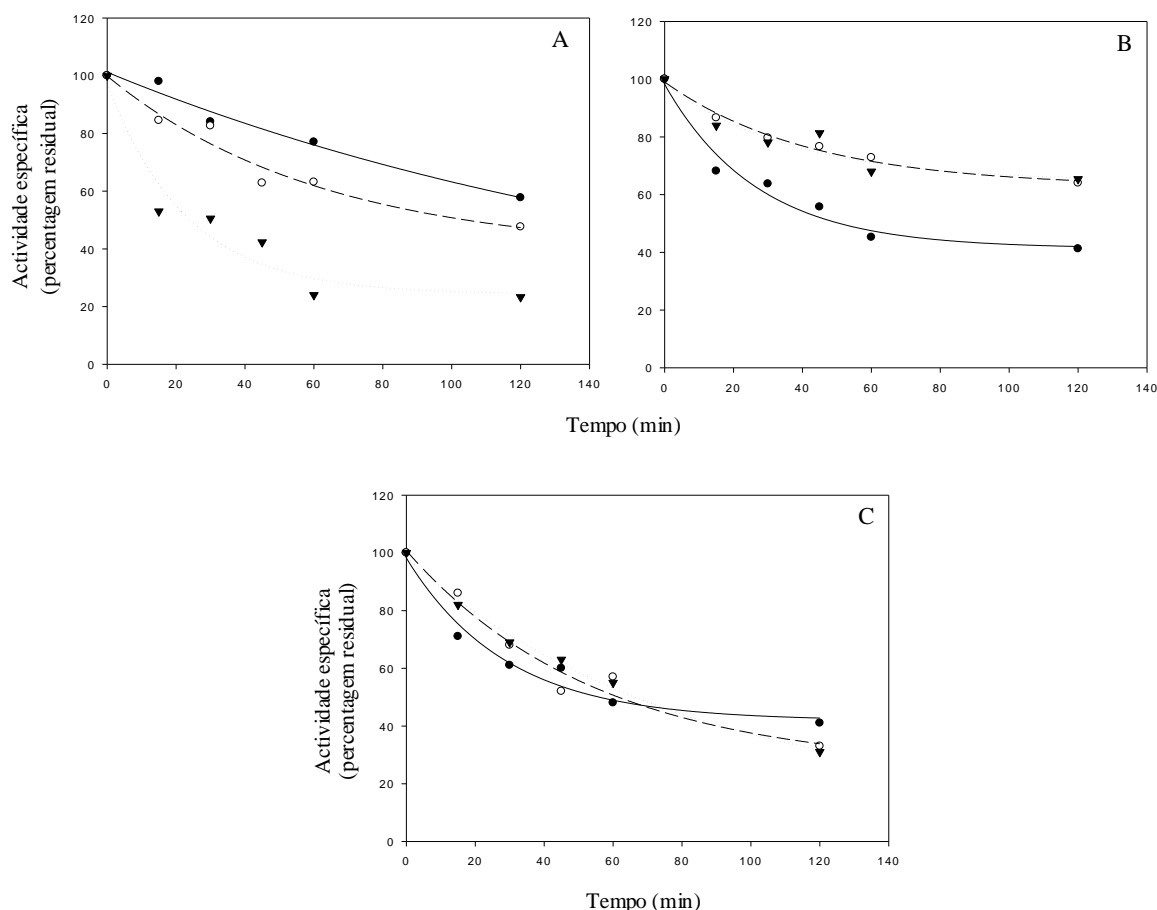 A
Actividade específica
(percentagem residual)
120
100
80
60
40
20
0
0 20 40 60 80 100 120 140
B
120
100
80
60
40
20
0
0 20 40 60 80 100 120 140
Tempo (min)
C
Actividade específica
(percentagem residual)
120
100
80
60
40
20
0
0 20 40 60 80 100 120 140
Tempo (min)